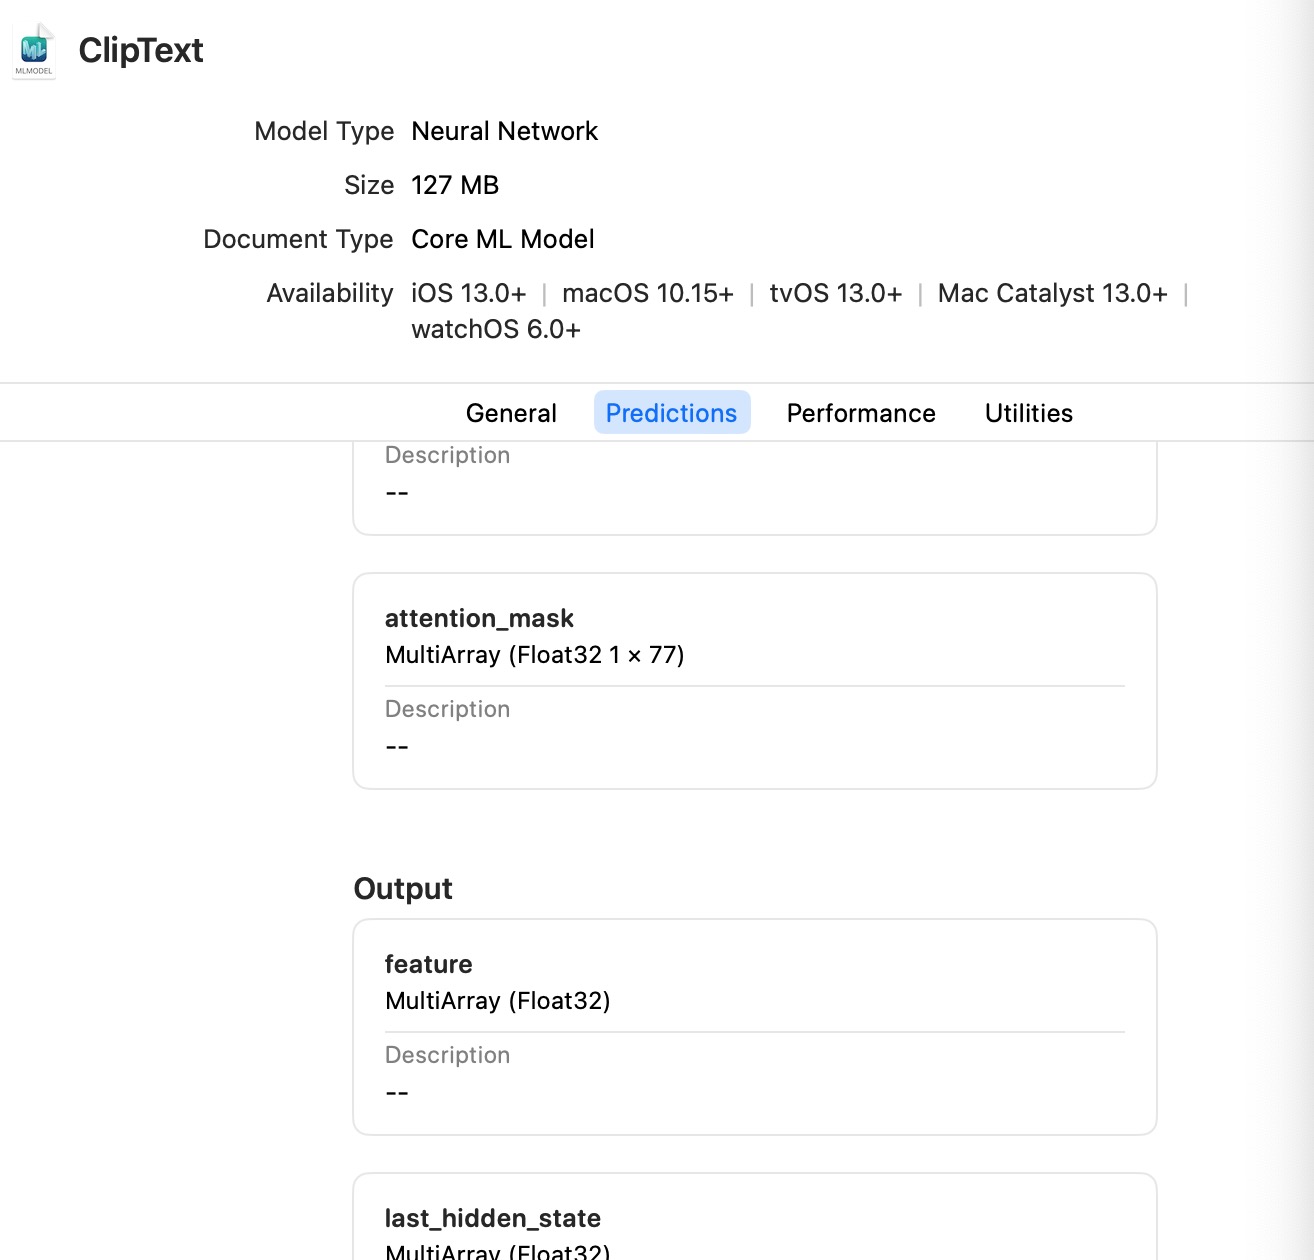 MLMODEL
ClipText
Model Type Neural Network
Size 127 MB
Document Type Core ML Model
Availability iOS 13.0+ | macOS 10.15+ | tvOS 13.0+ | Mac Catalyst 13.0+ |
watchOS 6.0+
General Predictions Performance Utilities
Description
--
attention_mask
MultiArray (Float32 1 × 77)
Description
--
Output
feature
MultiArray (Float32)
Description
--
last_hidden_state
MultiArray (Float32)